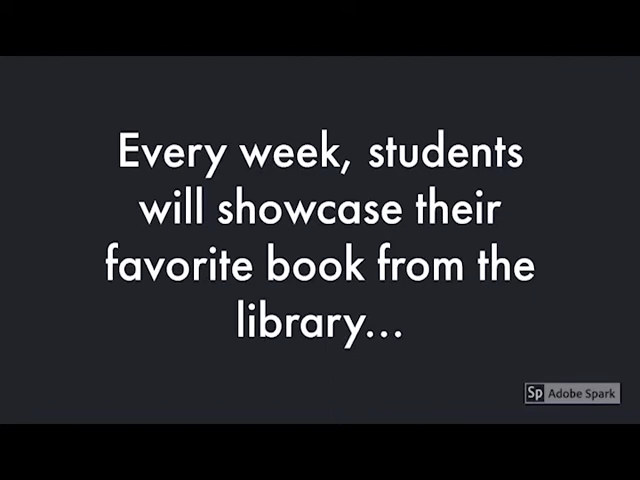 Every week, students
will showcase their
favorite book from the
library...
Sp Adobe Spark